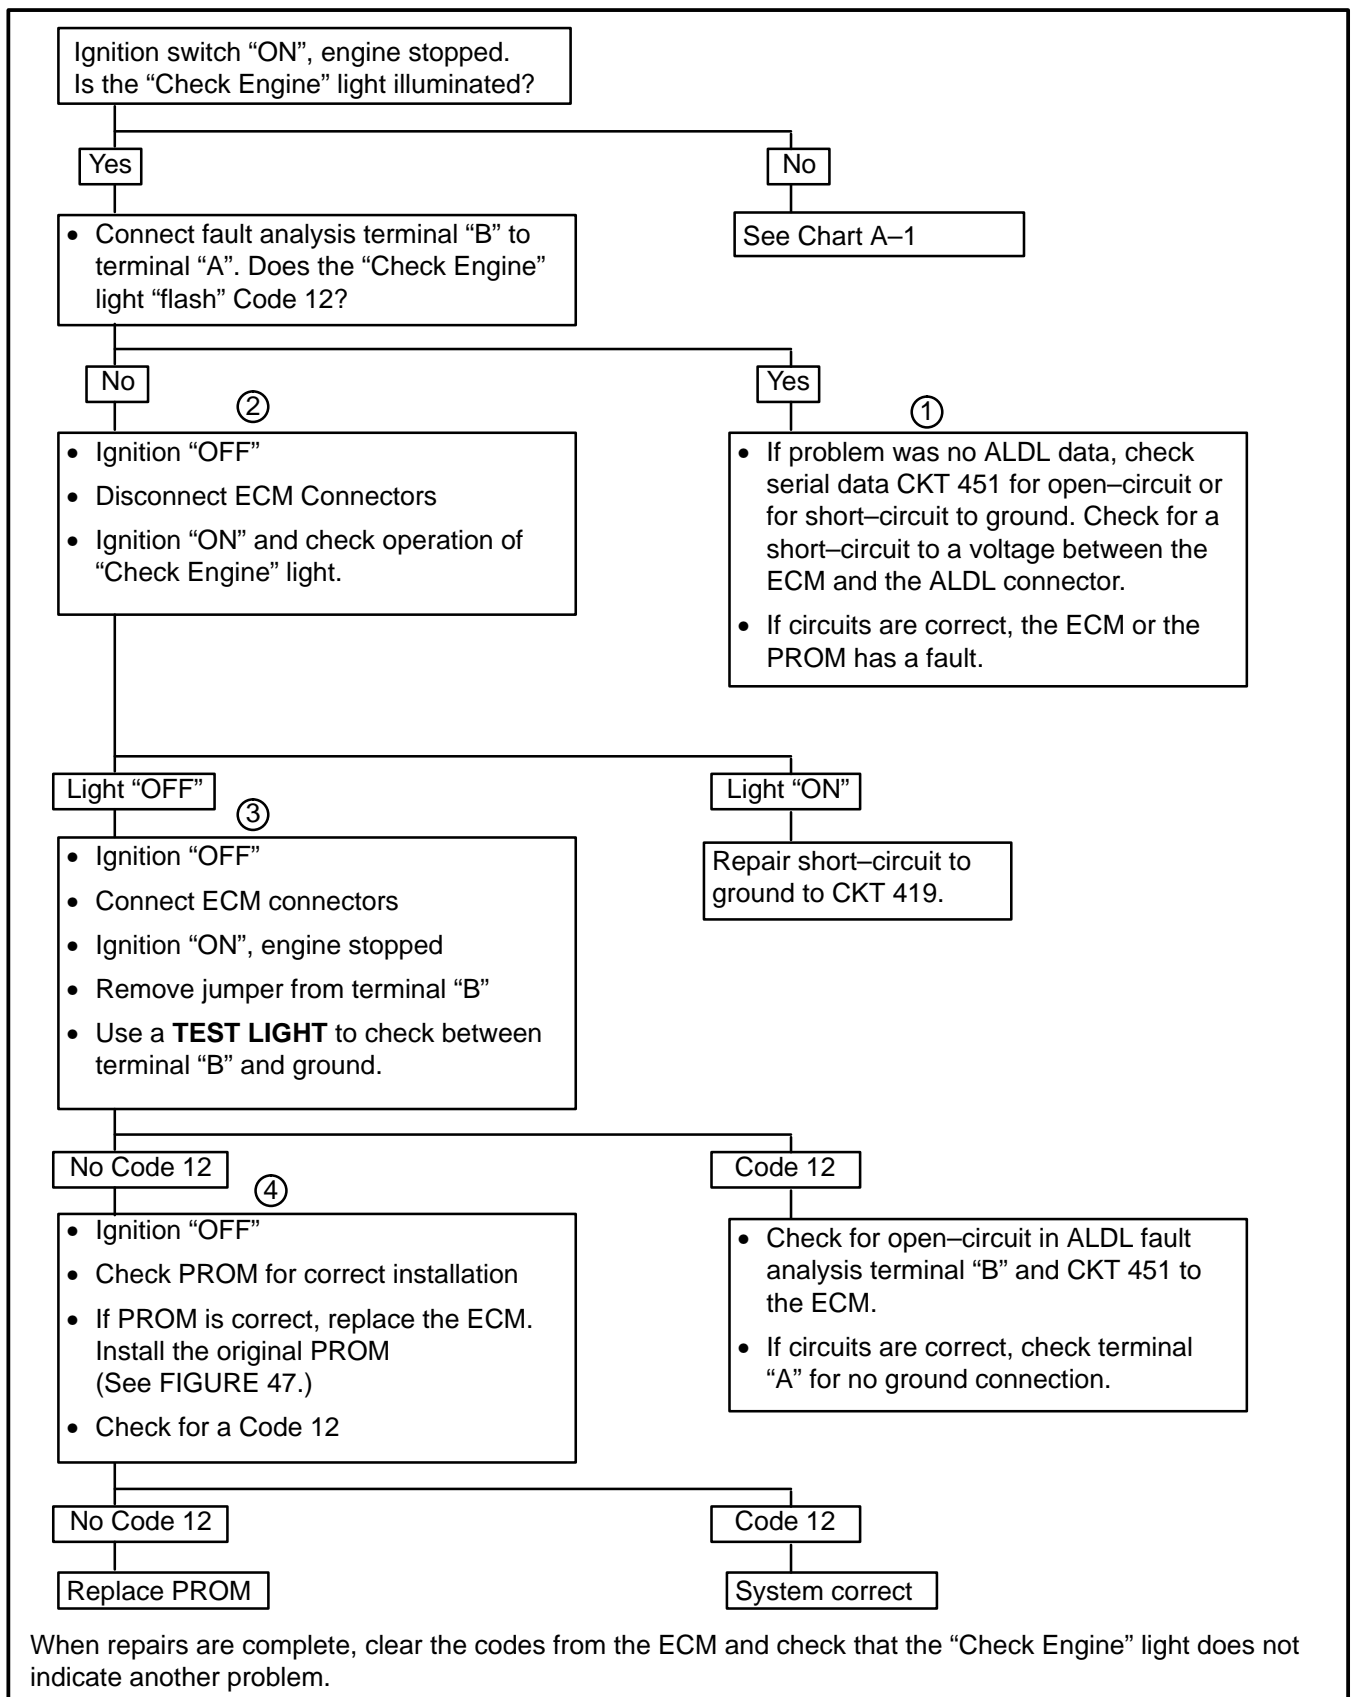 Ignition switch “ON”, engine stopped.
Is the “Check Engine” light illuminated?
Yes
No
• Connect fault analysis terminal “B” to
terminal “A”. Does the “Check Engine”
light “flash” Code 12?
See Chart A–1
No
Yes
2
• Ignition “OFF”
• Disconnect ECM Connectors
• Ignition “ON” and check operation of
“Check Engine” light.
1
• If problem was no ALDL data, check
serial data CKT 451 for open–circuit or
for short–circuit to ground. Check for a
short–circuit to a voltage between the
ECM and the ALDL connector.
• If circuits are correct, the ECM or the
PROM has a fault.
Light “OFF”
Light “ON”
3
• Ignition “OFF”
• Connect ECM connectors
• Ignition “ON”, engine stopped
• Remove jumper from terminal “B”
• Use a TEST LIGHT to check between
terminal “B” and ground.
Repair short–circuit to
ground to CKT 419.
No Code 12
Code 12
4
• Ignition “OFF”
• Check PROM for correct installation
• If PROM is correct, replace the ECM.
Install the original PROM
(See FIGURE 47.)
• Check for a Code 12
• Check for open–circuit in ALDL fault
analysis terminal “B” and CKT 451 to
the ECM.
• If circuits are correct, check terminal
“A” for no ground connection.
No Code 12
Code 12
Replace PROM
System correct
When repairs are complete, clear the codes from the ECM and check that the “Check Engine” light does not
indicate another problem.